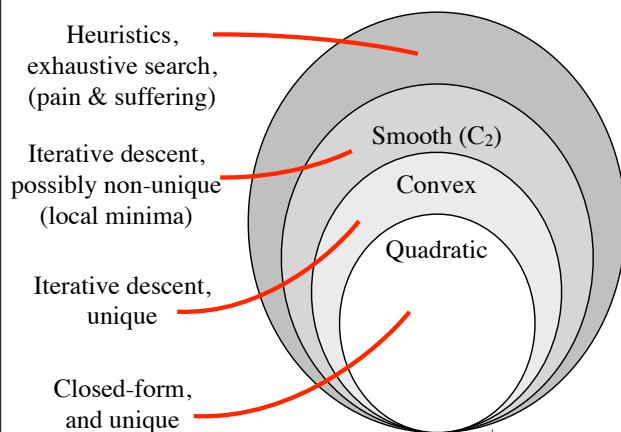 Heuristics,
exhaustive search,
(pain & suffering)
Smooth (C₂)
Iterative descent,
possibly non-unique
(local minima)
Convex
Quadratic
Iterative descent,
unique
Closed-form,
and unique